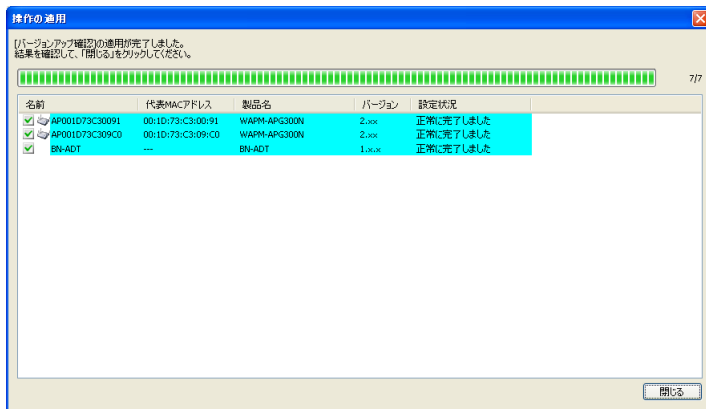 操作の適用
[バージョンアップ確認]の適用が完了しました。
結果を確認して、「閉じる」をクリックしてください。
7/7
名前 代表MACアドレス 製品名 バージョン 設定状況
AP001D73C30091 00:1D:73:C3:00:91 WAPM-APG300N 2.xx 正常に完了しました
AP001D73C309C0 00:1D:73:C3:09:C0 WAPM-APG300N 2.xx 正常に完了しました
BN-ADT --- BN-ADT 1.x.x 正常に完了しました
閉じる